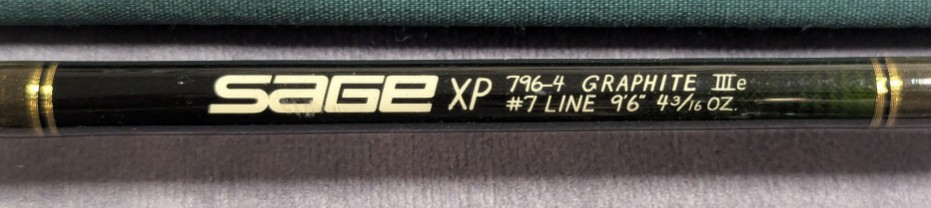 SAGE XP 796-4 GRAPHITE IIIe
#7 LINE 9'6" 4 3/16 OZ.